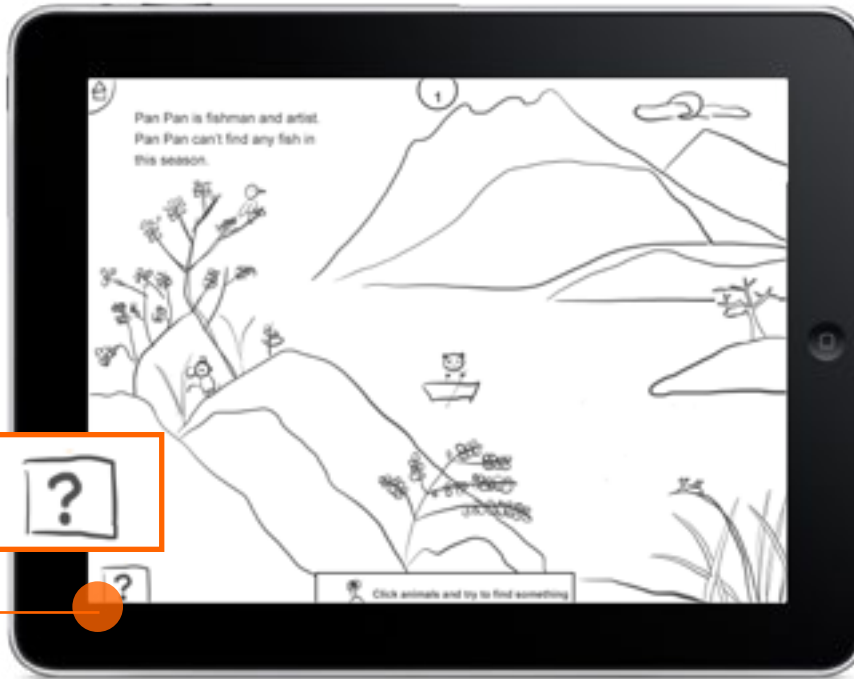 Pan Pan is fishman and artist.
Pan Pan can't find any fish in
this season.
1
?
?
Click animals and try to find something